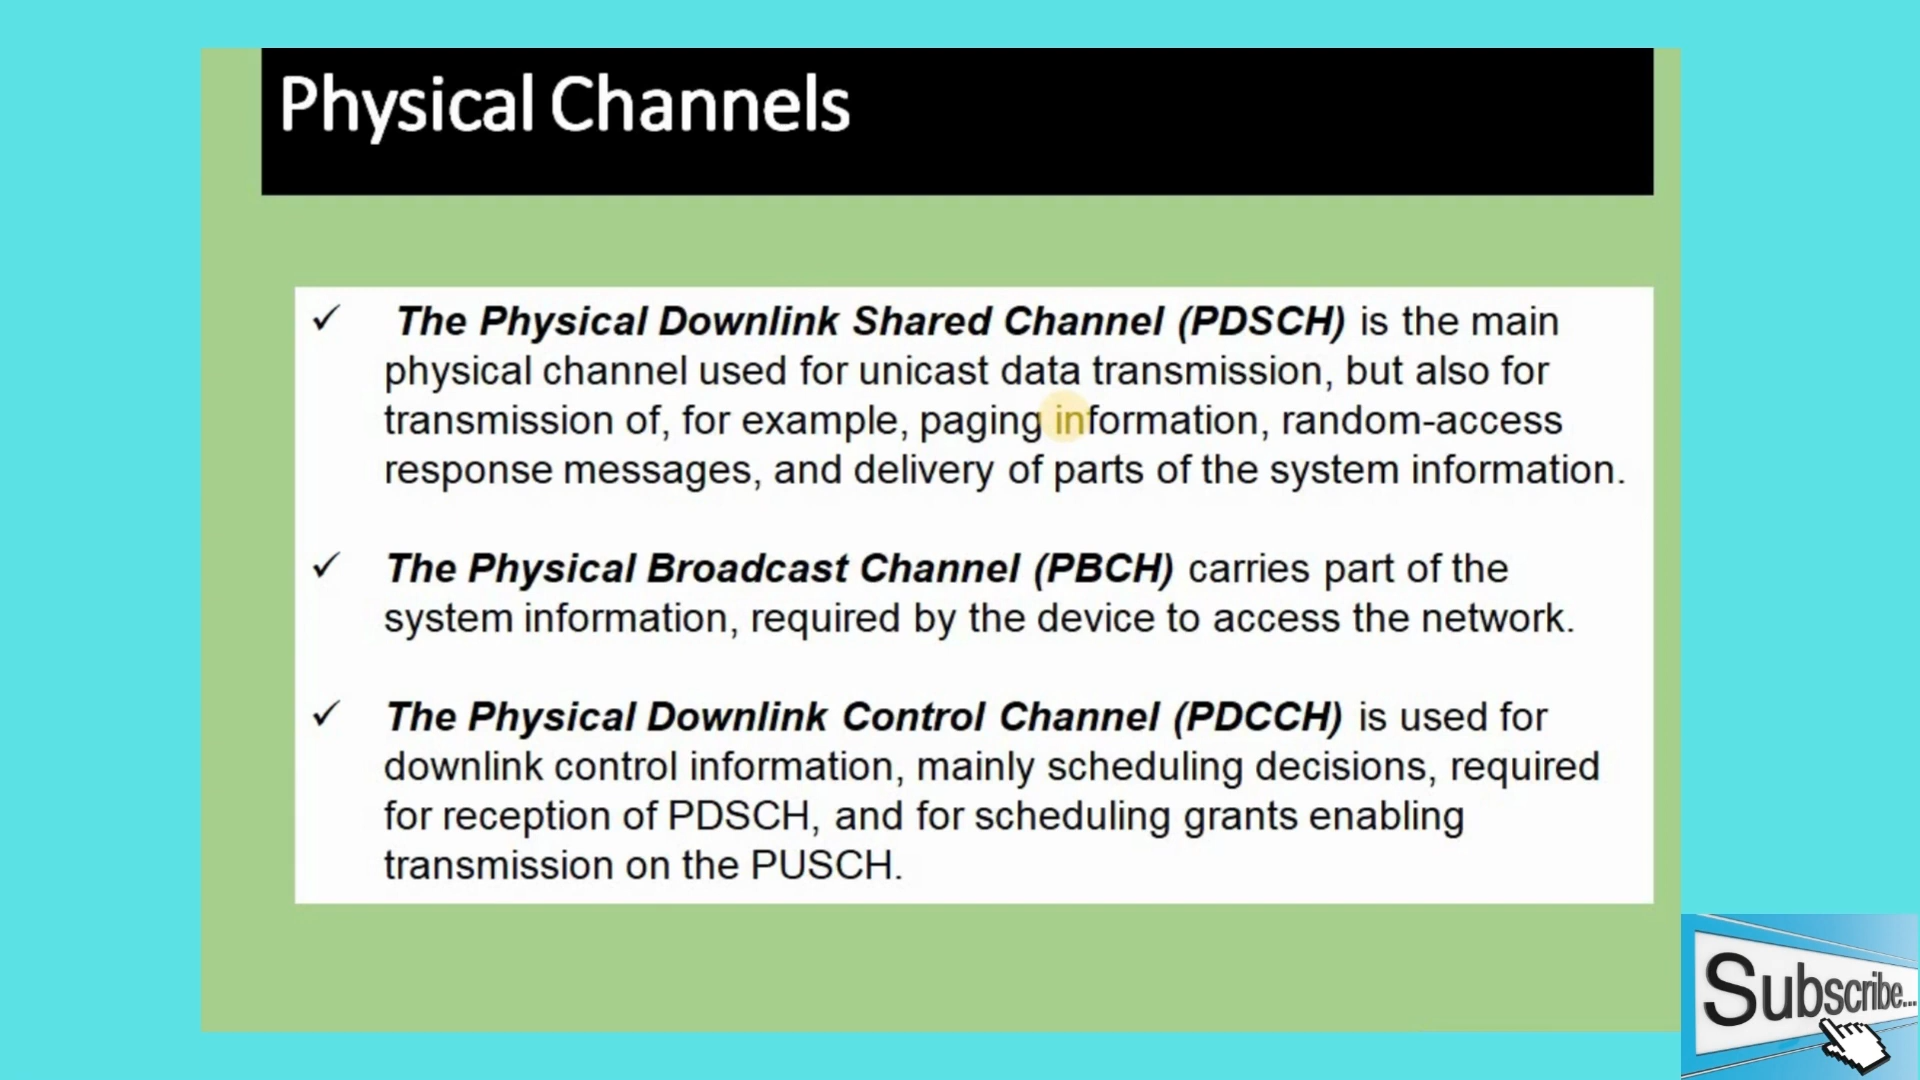 Physical Channels
✓ The Physical Downlink Shared Channel (PDSCH) is the main
physical channel used for unicast data transmission, but also for
transmission of, for example, paging information, random-access
response messages, and delivery of parts of the system information.
✓ The Physical Broadcast Channel (PBCH) carries part of the
system information, required by the device to access the network.
✓ The Physical Downlink Control Channel (PDCCH) is used for
downlink control information, mainly scheduling decisions, required
for reception of PDSCH, and for scheduling grants enabling
transmission on the PUSCH.
Subscribe...